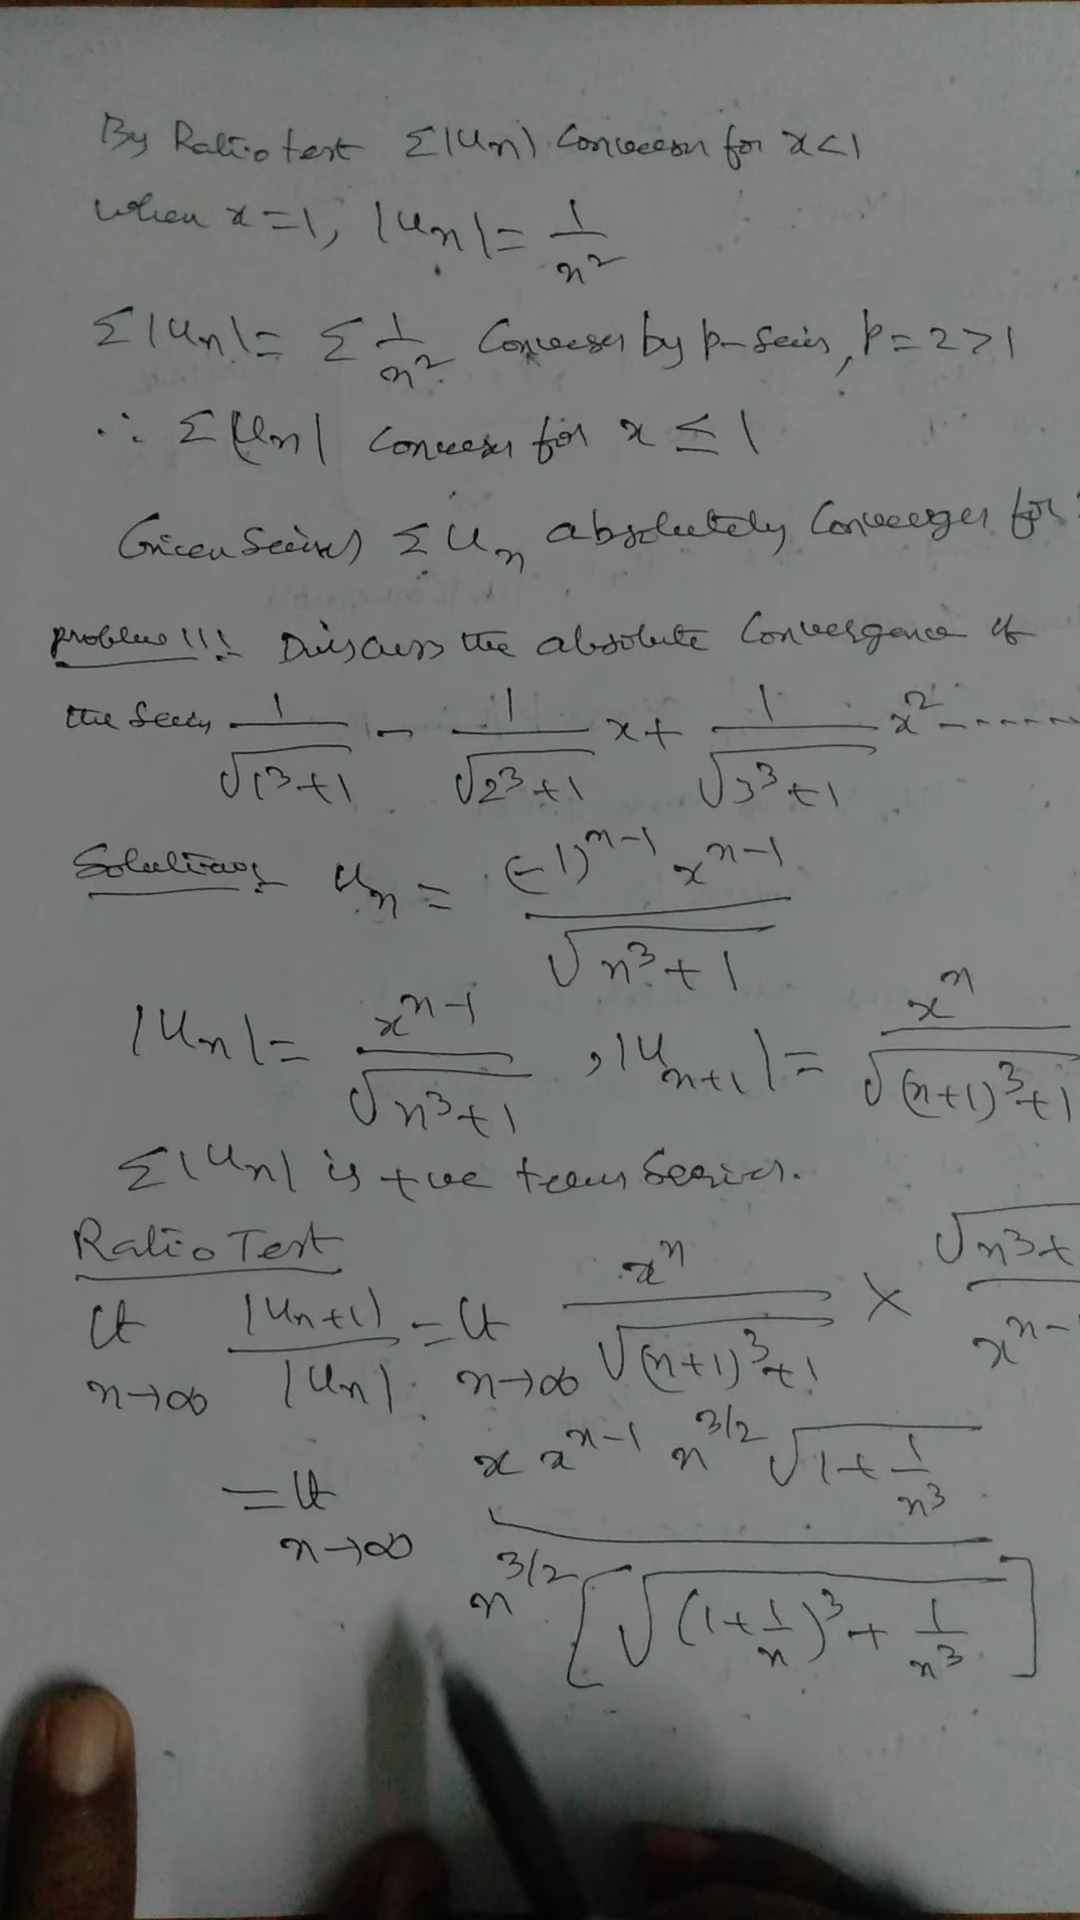 By Ratio test Σ|Un| Converges for x<1
when x=1, |Un| = 1/n²
Σ|Un| = Σ 1/n² Converges by p-series, p=2>1
∴ Σ|Un| Converges for x ≤ 1
Given Series Σ Un absolutely Converges for
problem III: Discuss the absolute Convergence of
the Series 1/√(1³+1) - 1/√(2³+1) x + 1/√(3³+1) x² ------
Solution: Un = (-1)^(n-1) x^(n-1) / √(n³+1)
|Un| = x^(n-1) / √(n³+1) , |Un+1| = x^n / √((n+1)³+1)
Σ|Un| is +ve term Series.
Ratio Test
Lt n→∞ |Un+1| / |Un| = Lt n→∞ x^n / √((n+1)³+1) × √(n³+ / x^(n-
= Lt n→∞ x x^(n-1) n^(3/2) √(1+1/n³) / n^(3/2) [√((1+1/n)³ + 1/n³)]